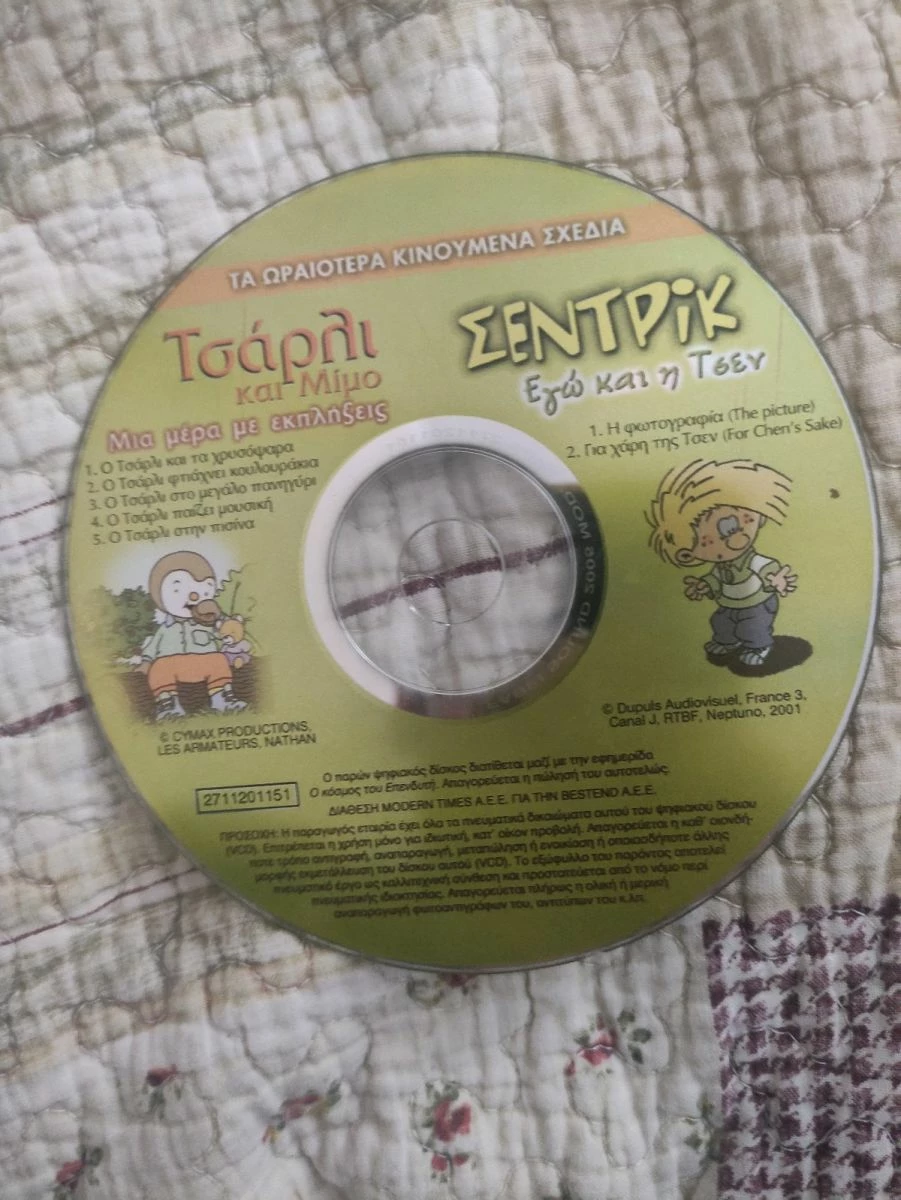 ΤΑ ΩΡΑΙΟΤΕΡΑ ΚΙΝΟΥΜΕΝΑ ΣΧΕΔΙΑ
Τσάρλι
και Μίμο
Μια μέρα με εκπλήξεις
1. Ο Τσάρλι και τα χρυσόψαρα
2. Ο Τσάρλι φτιάχνει κουλουράκια
3. Ο Τσάρλι στο μεγάλο πανηγύρι
4. Ο Τσάρλι παίζει μουσική
5. Ο Τσάρλι στην πισίνα
© CYMAX PRODUCTIONS,
LES ARMATEURS, NATHAN
ΣΕΝΤΡίΚ
Εγώ και η Τσεν
1. Η φωτογραφία (The picture)
2. Για χάρη της Τσεν (For Chen's Sake)
© Dupuis Audiovisuel, France 3,
Canal J, RTBF, Neptuno, 2001
2711201151
Ο παρών ψηφιακός δίσκος διατίθεται μαζί με την εφημερίδα
Ο κόσμος του Επενδυτή. Απαγορεύεται η πώλησή του αυτοτελώς.
ΔΙΑΘΕΣΗ MODERN TIMES A.E.E. ΓΙΑ ΤΗΝ BESTEND A.E.E.
ΠΡΟΣΟΧΗ: Η παραγωγός εταιρία έχει όλα τα πνευματικά δικαιώματα αυτού του ψηφιακού δίσκου
(VCD). Επιτρέπεται η χρήση μόνο για ιδιωτική, κατ' οίκον προβολή. Απαγορεύεται η καθ' οιονδή-
ποτε τρόπο αντιγραφή, αναπαραγωγή, μεταπώληση ή ενοικίαση ή οποιασδήποτε άλλης
μορφής εκμετάλλευση του δίσκου αυτού (VCD). Το εξώφυλλο του παρόντος αποτελεί
πνευματικό έργο ως καλλιτεχνική σύνθεση και προστατεύεται από το νόμο περί
πνευματικής ιδιοκτησίας. Απαγορεύεται πλήρως η ολική ή μερική
αναπαραγωγή φωτοαντιγράφων του, αντιτύπων του κ.λπ.